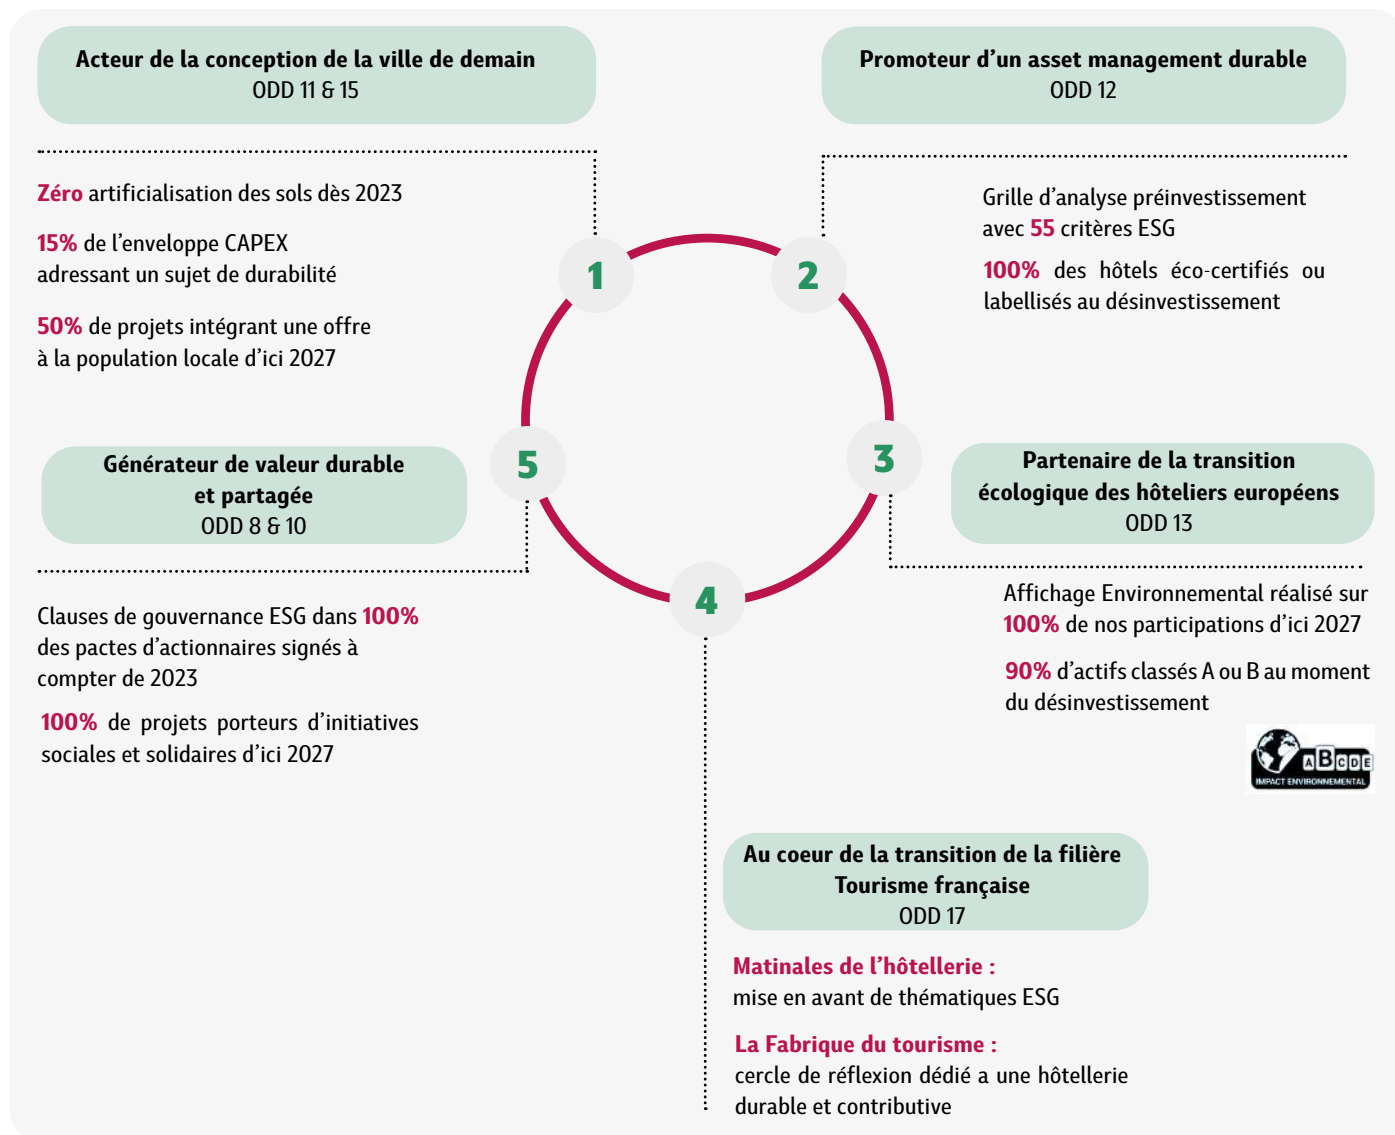 Acteur de la conception de la ville de demain
ODD 11 & 15
Zéro artificialisation des sols dès 2023
15% de l'enveloppe CAPEX
adressant un sujet de durabilité
50% de projets intégrant une offre
à la population locale d'ici 2027
Promoteur d'un asset management durable
ODD 12
Grille d'analyse préinvestissement
avec 55 critères ESG
100% des hôtels éco-certifiés ou
labellisés au désinvestissement
1
2
3
4
5
Partenaire de la transition
écologique des hôteliers européens
ODD 13
Affichage Environnemental réalisé sur
100% de nos participations d'ici 2027
90% d'actifs classés A ou B au moment
du désinvestissement
A B C D E
IMPACT ENVIRONNEMENTAL
Au coeur de la transition de la filière
Tourisme française
ODD 17
Matinales de l'hôtellerie :
mise en avant de thématiques ESG
La Fabrique du tourisme :
cercle de réflexion dédié a une hôtellerie
durable et contributive
Générateur de valeur durable
et partagée
ODD 8 & 10
Clauses de gouvernance ESG dans 100%
des pactes d'actionnaires signés à
compter de 2023
100% de projets porteurs d'initiatives
sociales et solidaires d'ici 2027